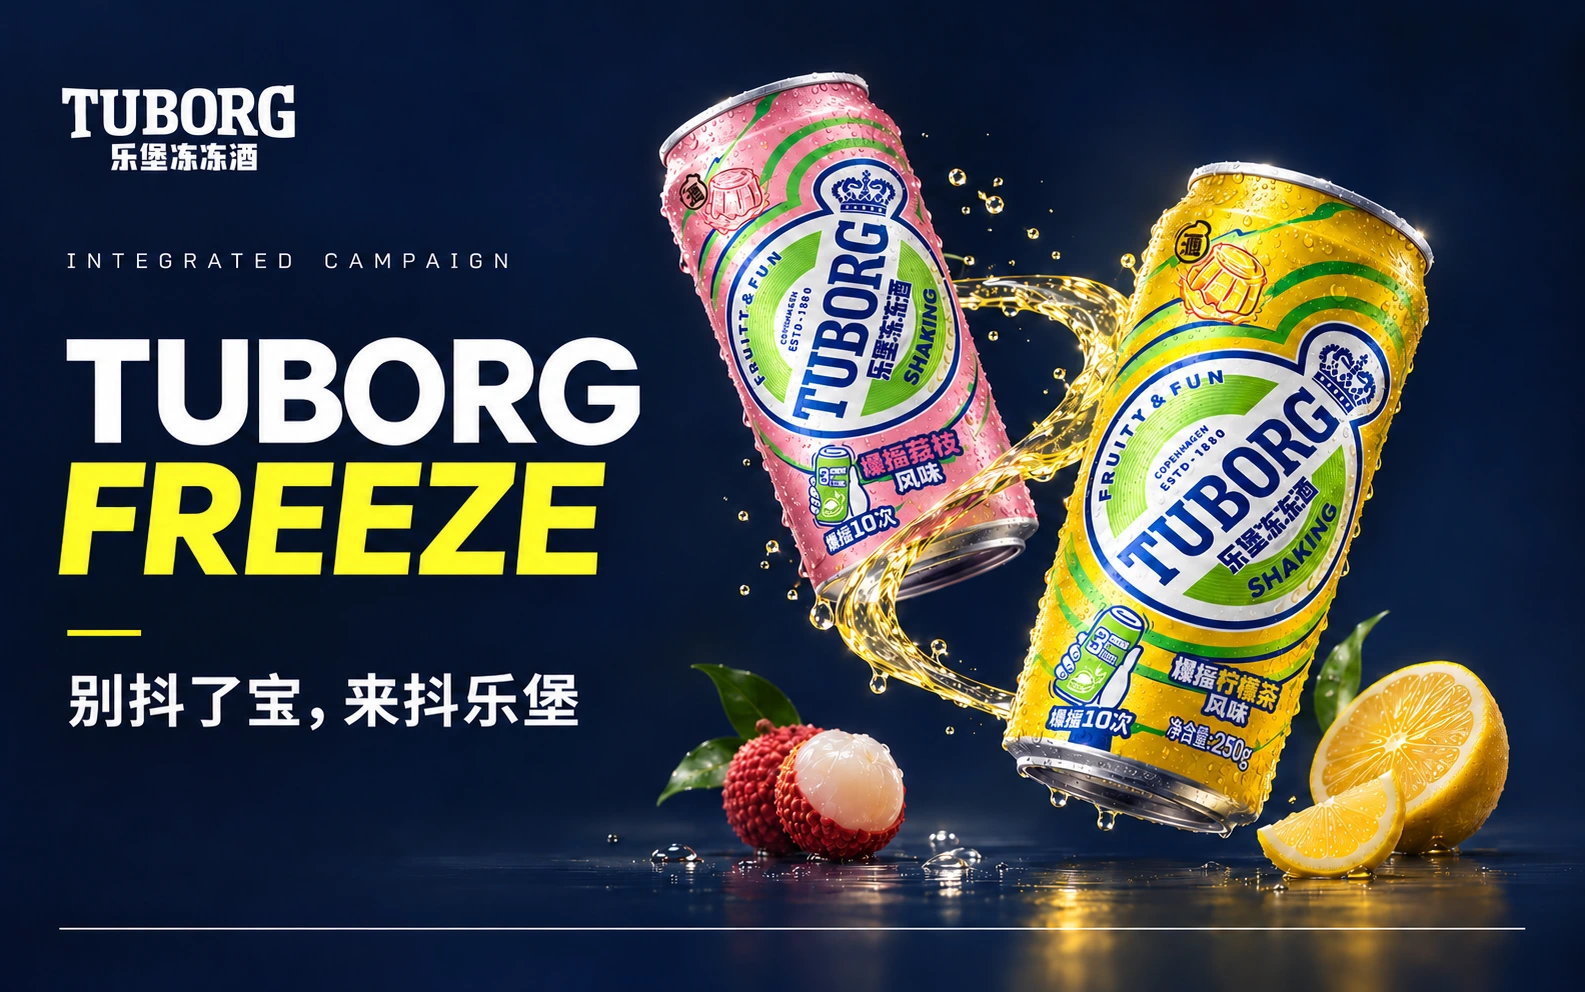 TUBORG
乐堡冻冻酒
INTEGRATED CAMPAIGN
TUBORG
FREEZE
别抖了宝，来抖乐堡
酒
FRUITT & FUN
COPENHAGEN
ESTD-1880
TUBORG
乐堡冻冻酒
SHAKING
爆摇荔枝
风味
爆摇10次
FRUITY & FUN
COPENHAGEN
ESTD-1880
TUBORG
乐堡冻冻酒
SHAKING
爆摇柠檬茶
风味
爆摇10次
净含量:250g